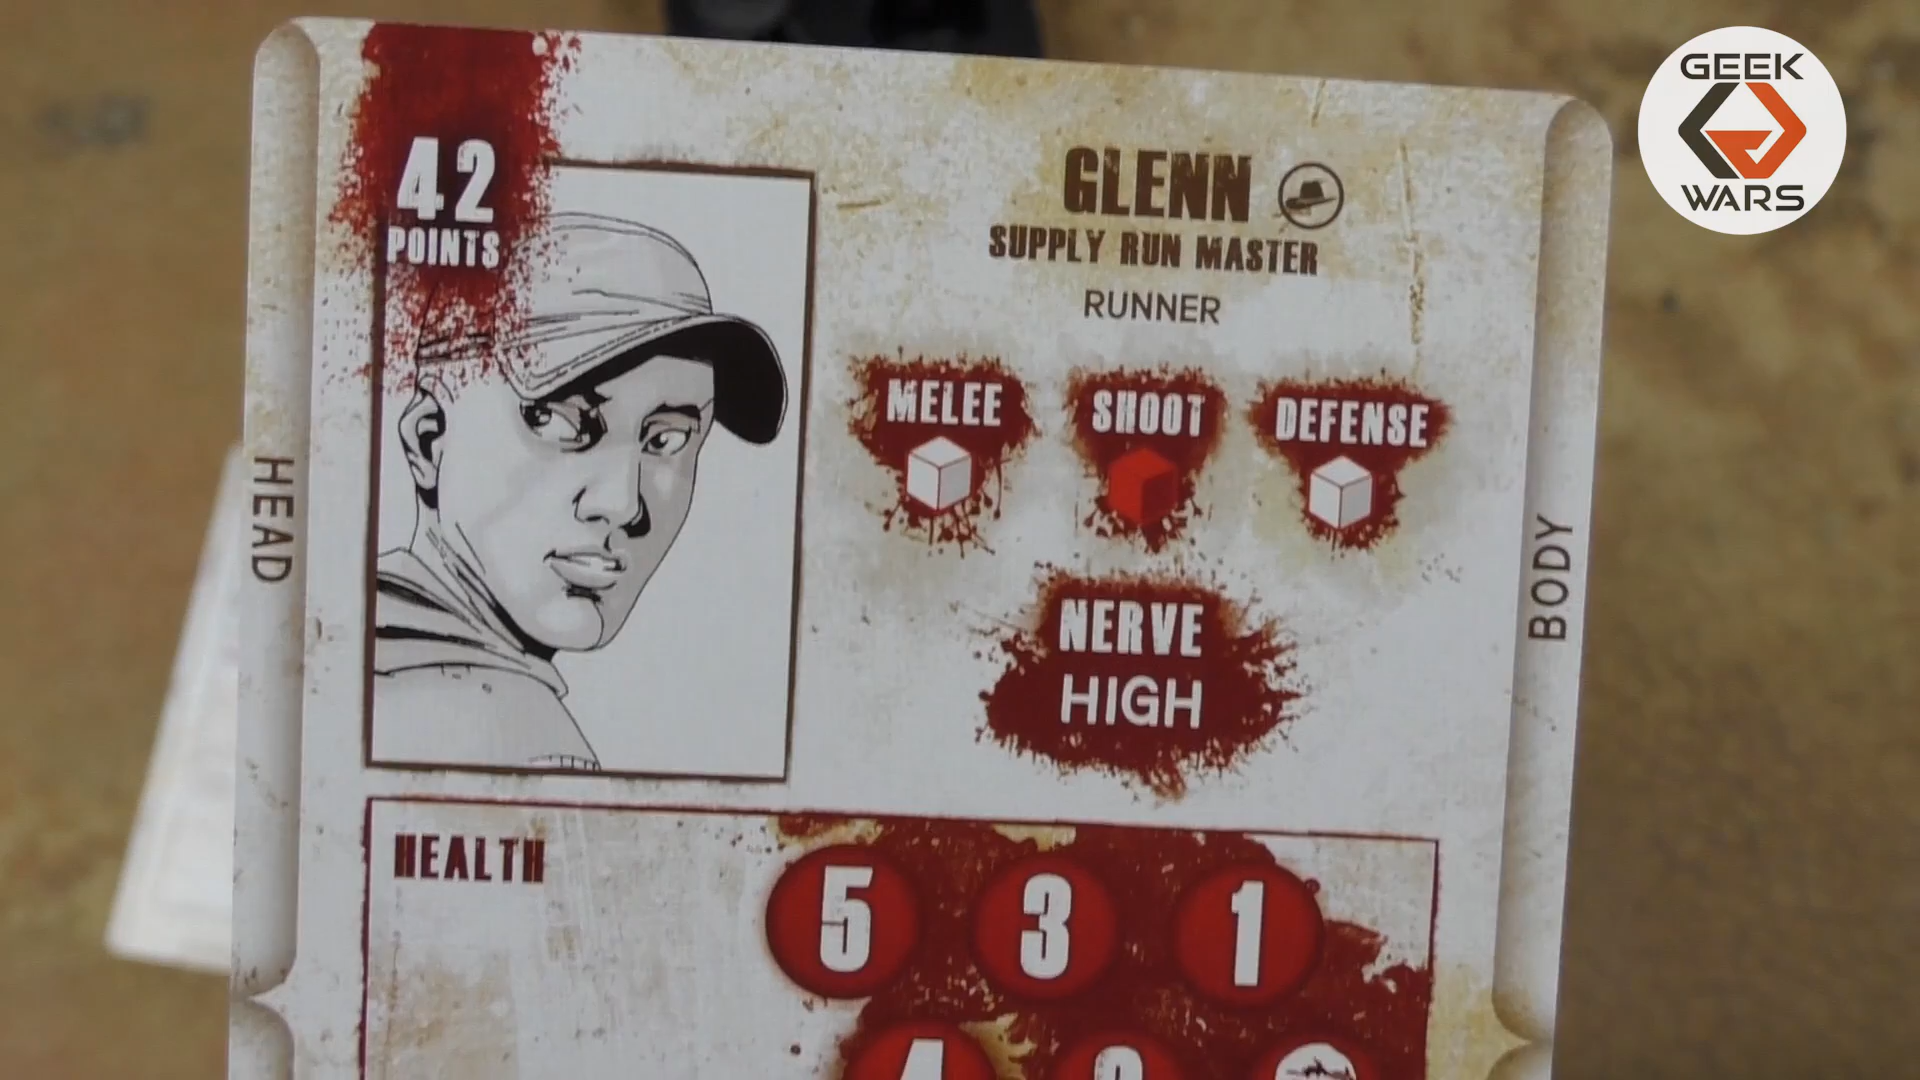 GEEK
WARS
42
POINTS
GLENN
SUPPLY RUN MASTER
RUNNER
MELEE
SHOOT
DEFENSE
NERVE
HIGH
HEAD
BODY
HEALTH
5 3 1